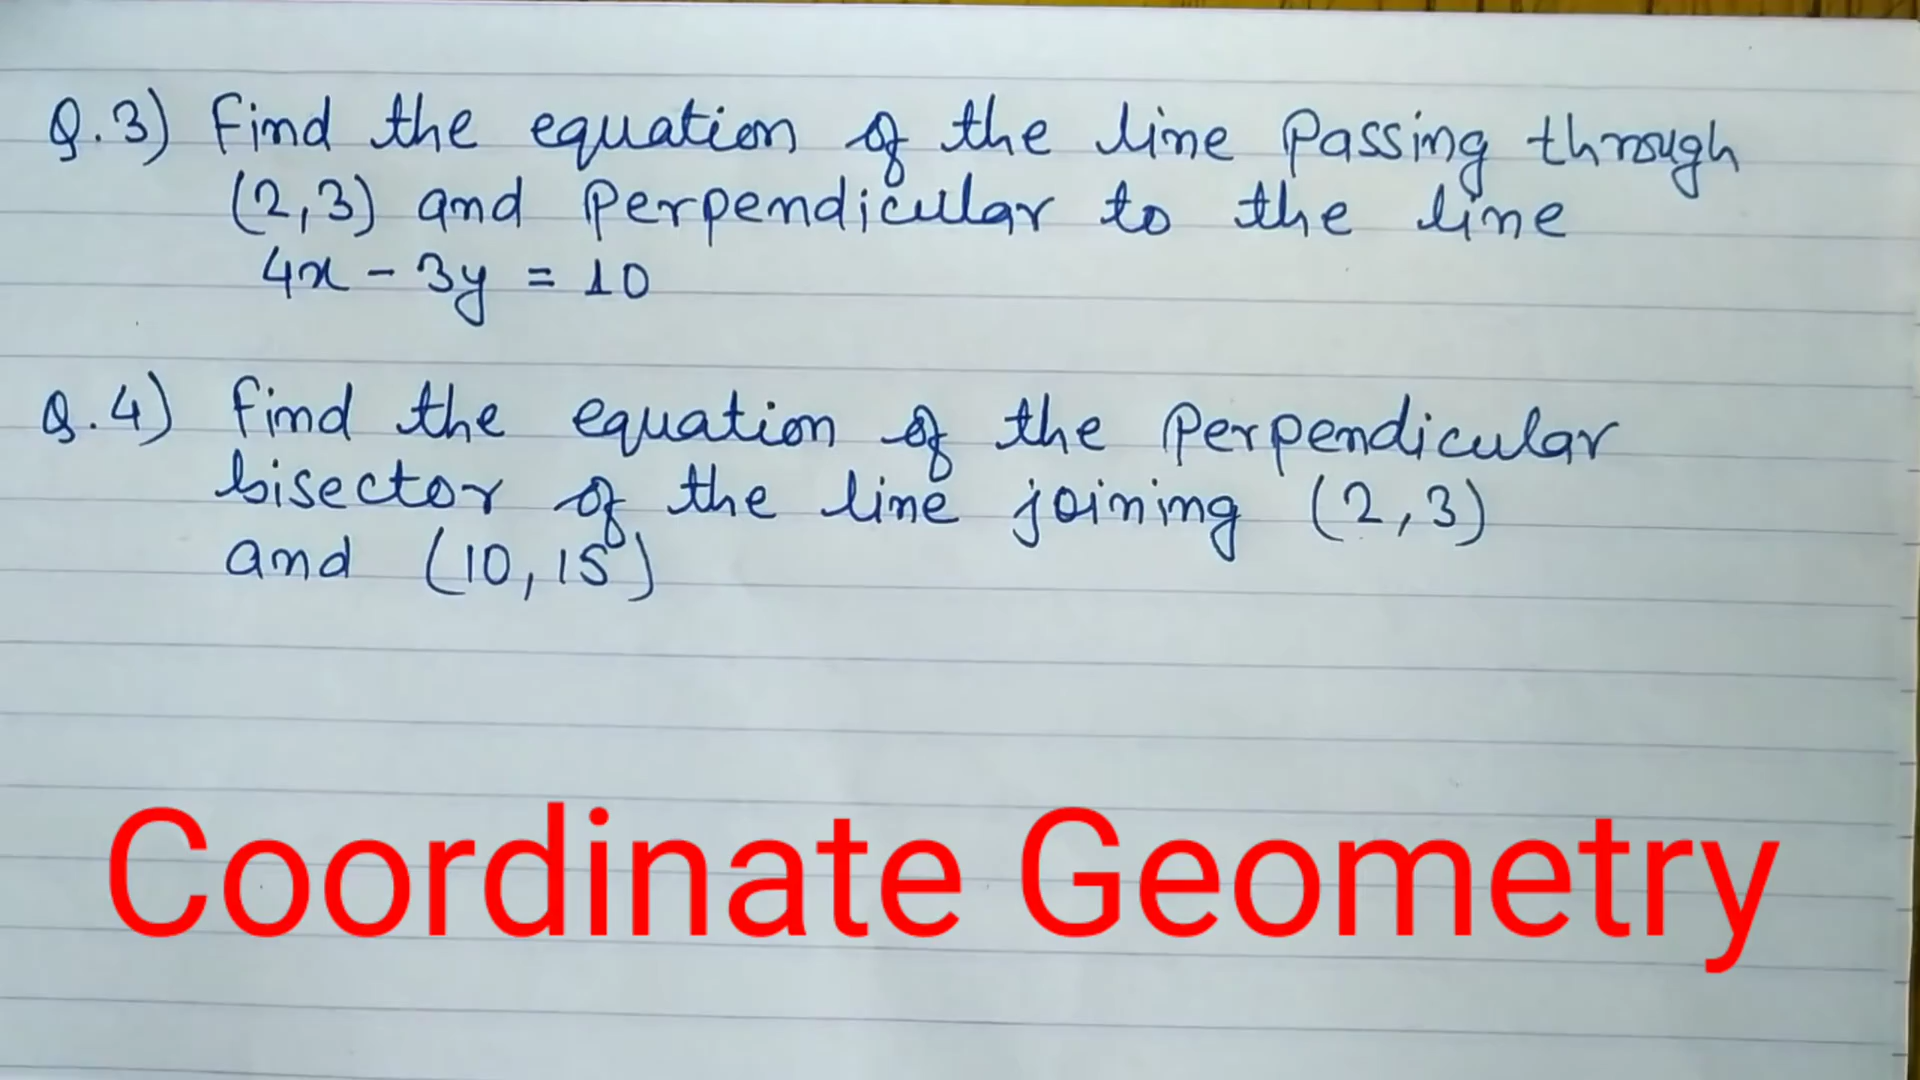 Q.3) Find the equation of the line passing through
(2,3) and perpendicular to the line
4x - 3y = 10
Q.4) Find the equation of the perpendicular
bisector of the line joining (2,3)
and (10,15)
Coordinate Geometry